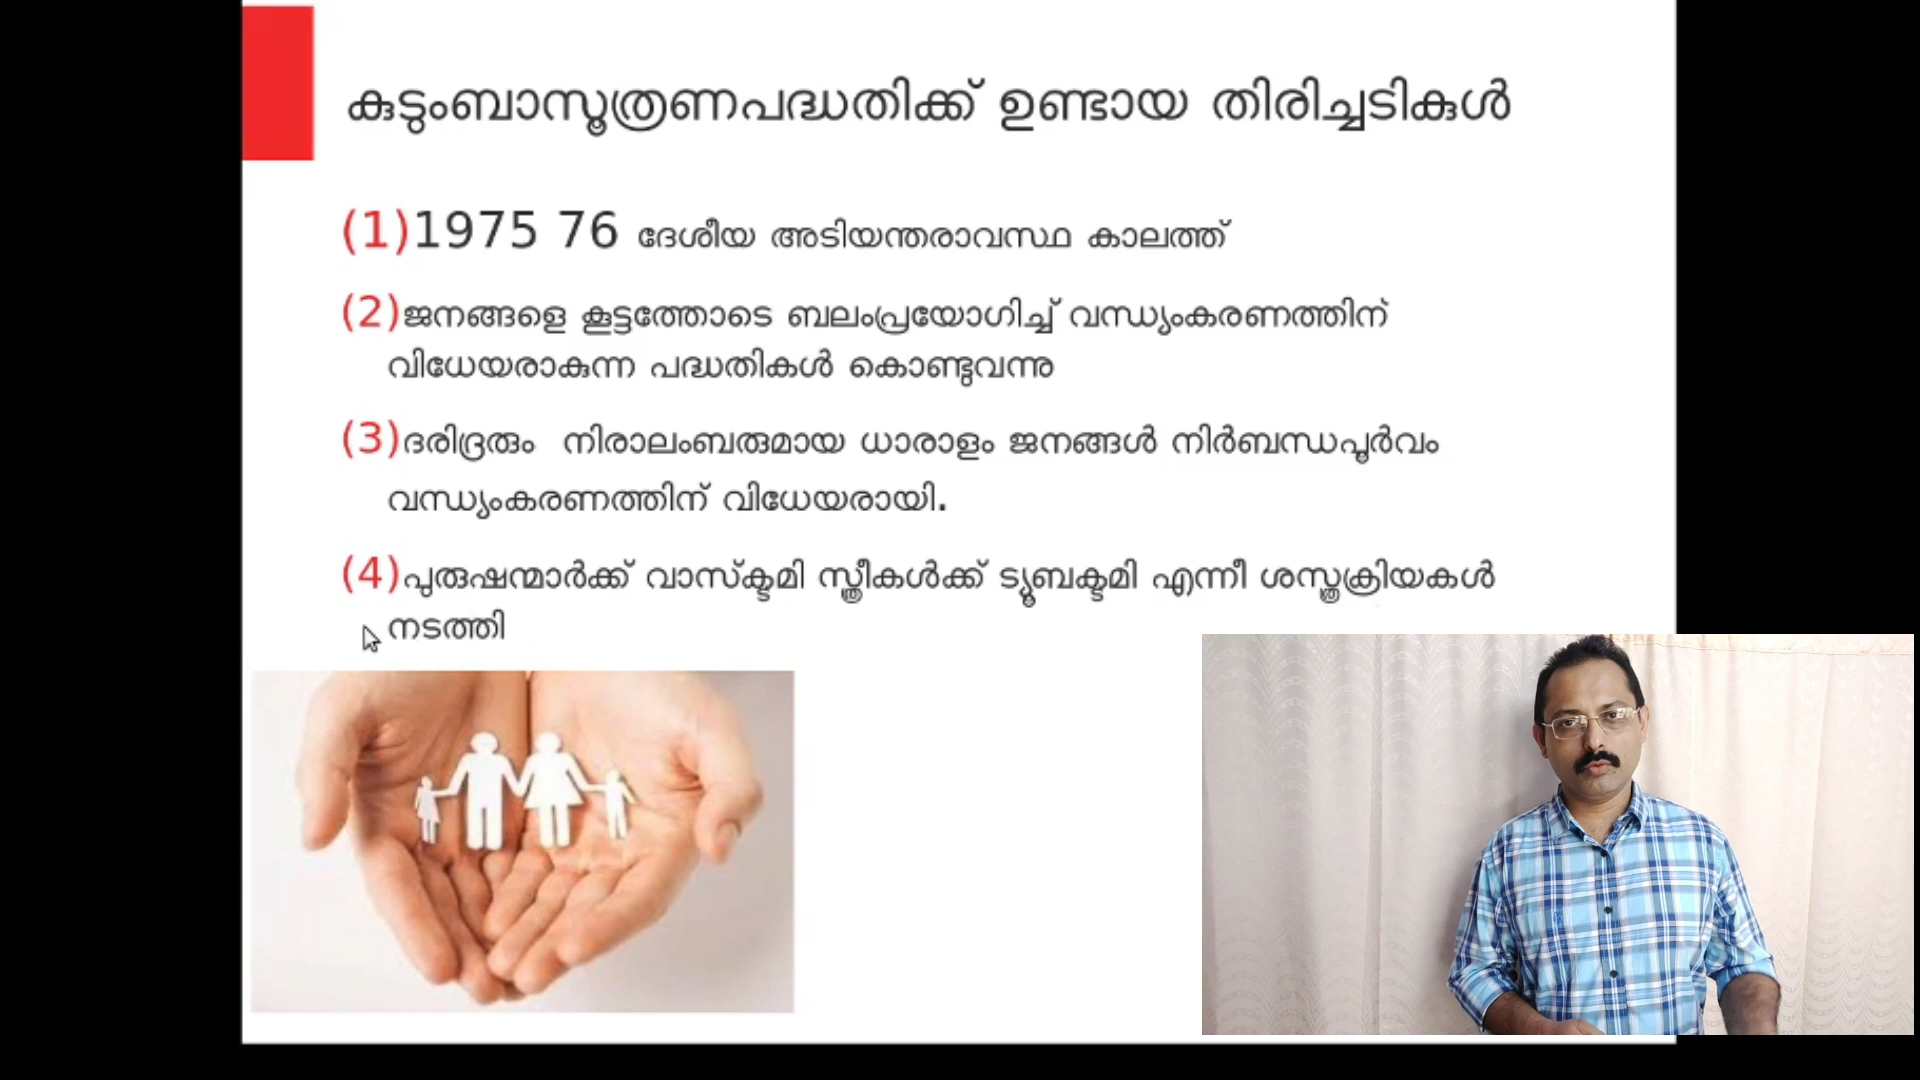 കുടുംബാസൂത്രണപദ്ധതിക്ക് ഉണ്ടായ തിരിച്ചടികുൾ
(1)1975 76 ദേശീയ അടിയന്തരാവസ്ഥ കാലത്ത്
(2)ജനങ്ങളെ കൂട്ടത്തോടെ ബലംപ്രയോഗിച്ച് വന്ധ്യംകരണത്തിന്
വിധേയരാകുന്ന പദ്ധതികൾ കൊണ്ടുവന്നു
(3)ദരിദ്രരും നിരാലംബരുമായ ധാരാളം ജനങ്ങൾ നിർബന്ധപൂർവം
വന്ധ്യംകരണത്തിന് വിധേയരായി.
(4)പുരുഷന്മാർക്ക് വാസ്ക്ടമി സ്ത്രീകൾക്ക് ട്യൂബക്ടമി എന്നീ ശസ്ത്രക്രിയകൾ
നടത്തി